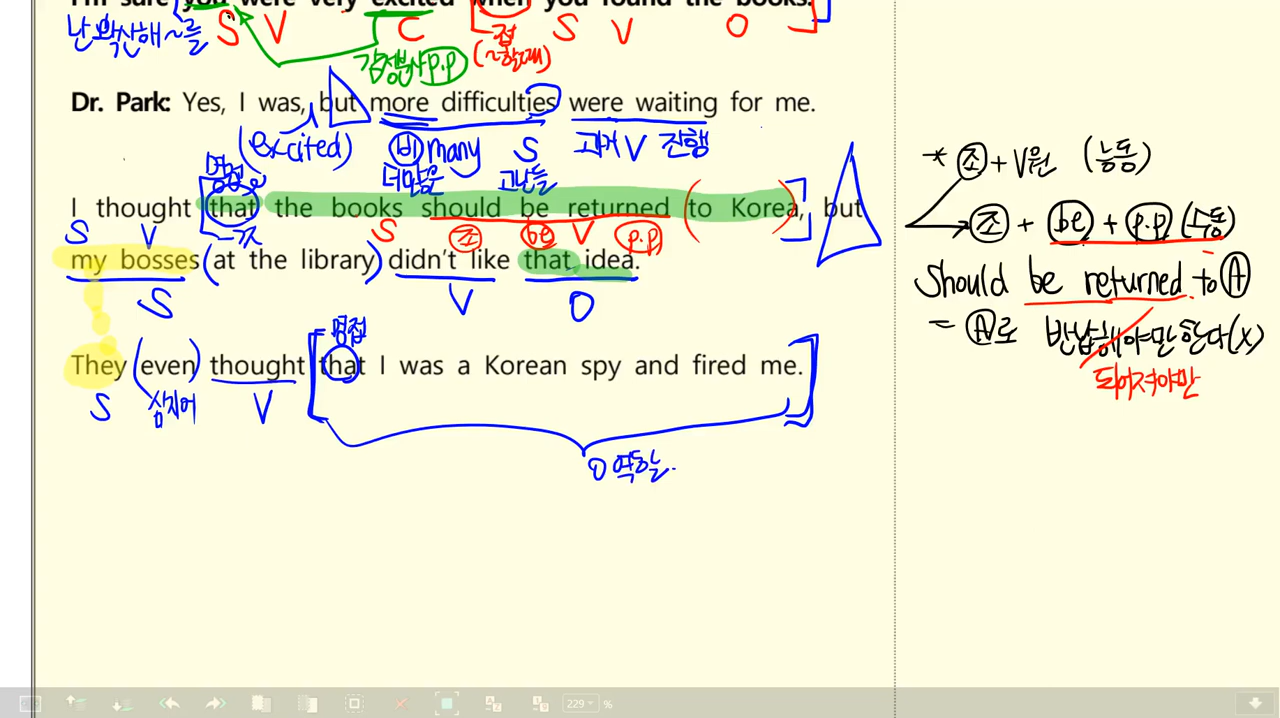 I'm sure you were very excited when you found the books.
난 확신해 ~들 S V C 접 S V O
감정분사 p.p (~할때)
Dr. Park: Yes, I was, but more difficulties were waiting for me.
(excited) 비 many S 과거 V 진행
더많은 고난들
명접
I thought that the books should be returned to Korea, but
S V S 조 be V p.p
my bosses (at the library) didn't like that idea.
S V O
명접
They (even) thought that I was a Korean spy and fired me.
S 심지어 V
O 역할
* 조 + V원 (능동)
조 + be + p.p (수동)
should be returned to A
= A로 반납해야만한다(X)
되어져야만
229 %